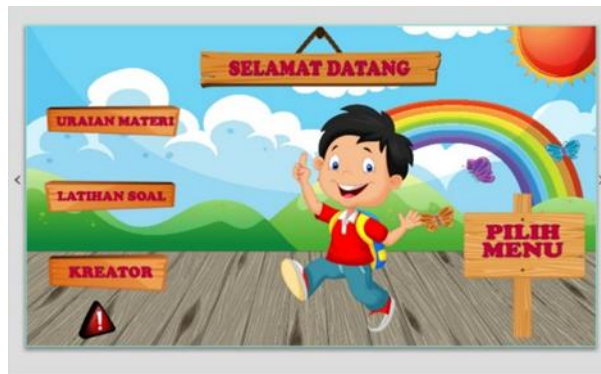 SELAMAT DATANG
URAIAN MATERI
LATIHAN SOAL
KREATOR
PILIH
MENU